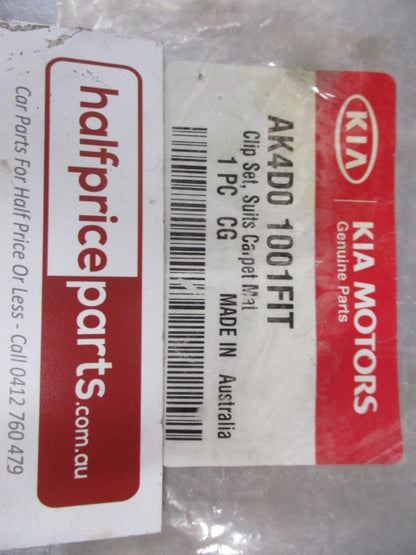 KIA
KIA MOTORS
Genuine Parts
AK4D0 1001FIT
Clip Set, Suits Carpet Mat
1 PC CG MADE IN Australia
halfpriceparts.com.au
Car Parts For Half Price Or Less - Call 0412 760 479